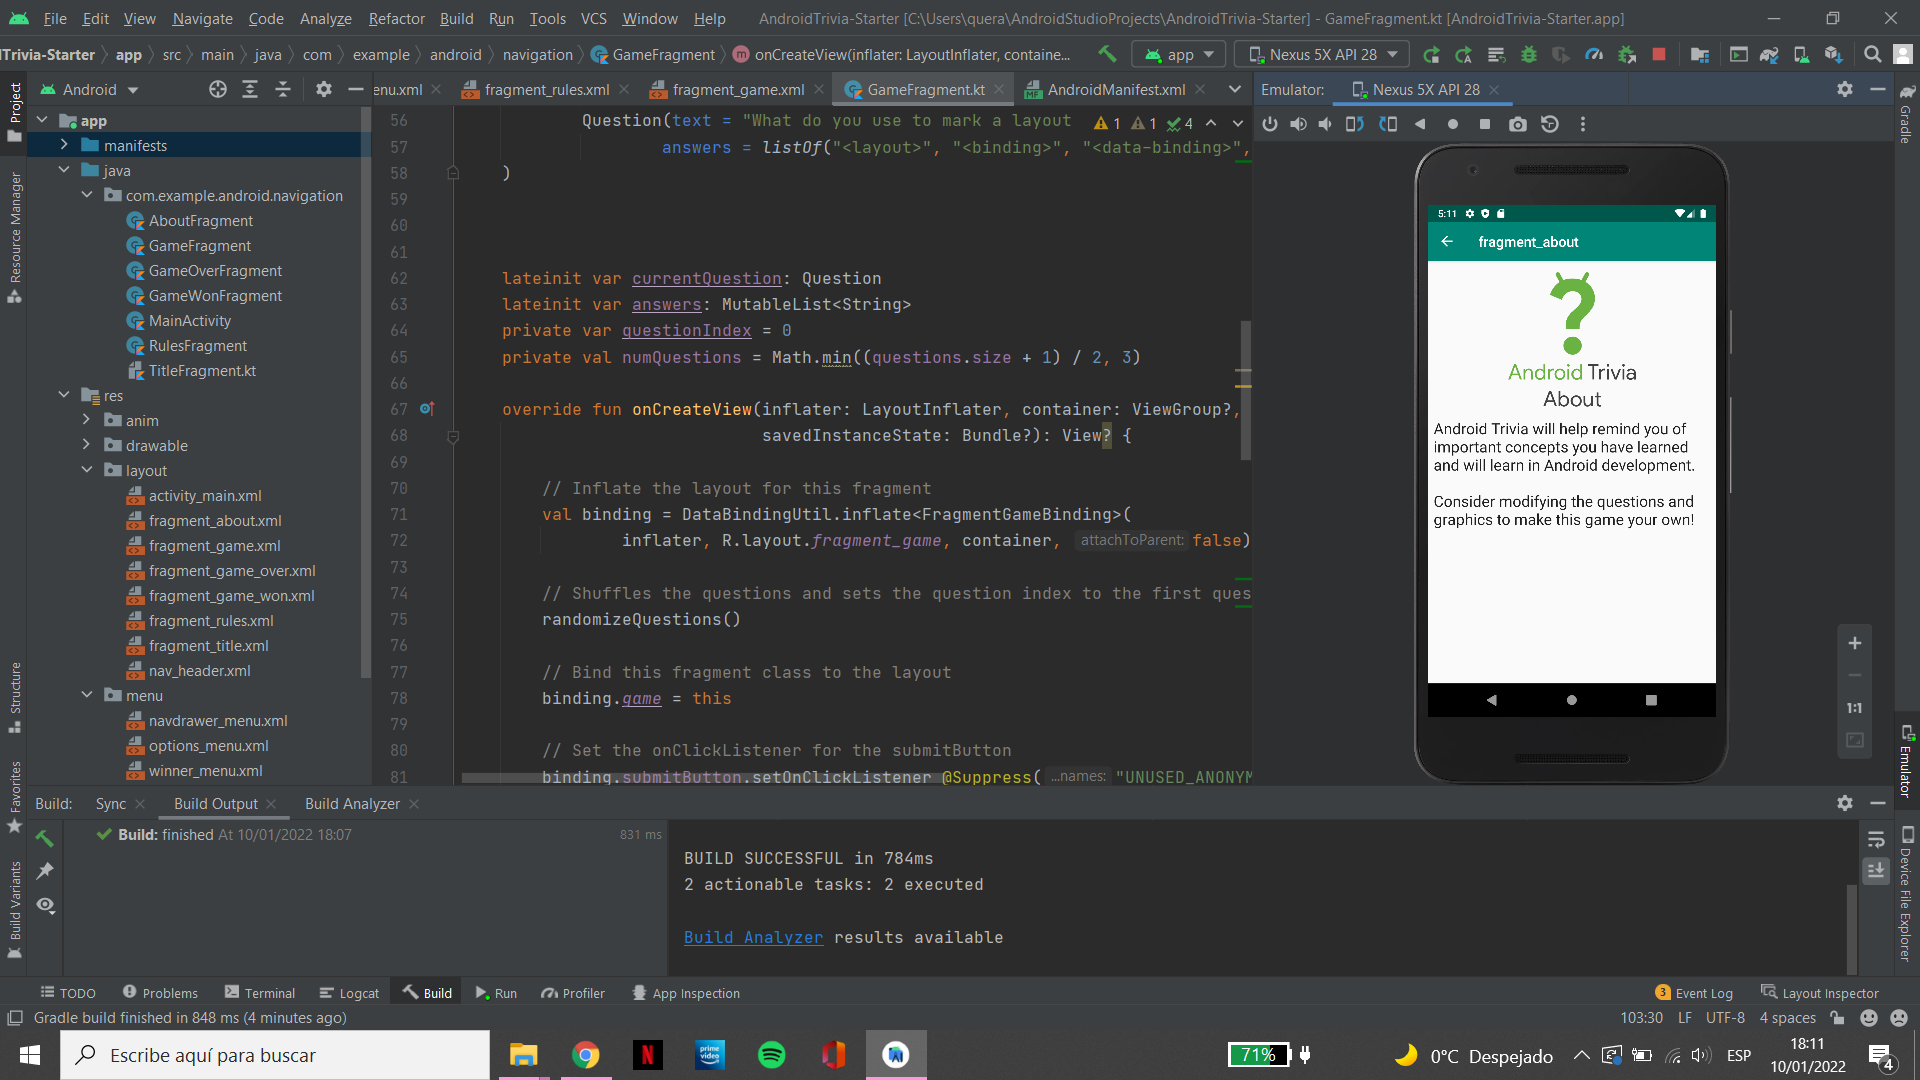 File Edit View Navigate Code Analyze Refactor Build Run Tools VCS Window Help AndroidTrivia-Starter [C:\Users\quera\AndroidStudioProjects\AndroidTrivia-Starter] - GameFragment.kt [AndroidTrivia-Starter.app]
lTrivia-Starter app src main java com example android navigation GameFragment m onCreateView(inflater: LayoutInflater, containe... app Nexus 5X API 28
Android
enu.xml fragment_rules.xml fragment_game.xml GameFragment.kt AndroidManifest.xml
Emulator: Nexus 5X API 28
Project
Resource Manager
Structure
Favorites
Build Variants
app
manifests
java
com.example.android.navigation
AboutFragment
GameFragment
GameOverFragment
GameWonFragment
MainActivity
RulesFragment
TitleFragment.kt
res
anim
drawable
layout
activity_main.xml
fragment_about.xml
fragment_game.xml
fragment_game_over.xml
fragment_game_won.xml
fragment_rules.xml
fragment_title.xml
nav_header.xml
menu
navdrawer_menu.xml
options_menu.xml
winner_menu.xml
1 1 4
56 Question(text = "What do you use to mark a layout
57 answers = listOf("<layout>", "<binding>", "<data-binding>",
58 )
59
60
61
62 lateinit var currentQuestion: Question
63 lateinit var answers: MutableList<String>
64 private var questionIndex = 0
65 private val numQuestions = Math.min((questions.size + 1) / 2, 3)
66
67 override fun onCreateView(inflater: LayoutInflater, container: ViewGroup?,
68 savedInstanceState: Bundle?): View? {
69
70 // Inflate the layout for this fragment
71 val binding = DataBindingUtil.inflate<FragmentGameBinding>(
72 inflater, R.layout.fragment_game, container, attachToParent: false)
73
74 // Shuffles the questions and sets the question index to the first ques
75 randomizeQuestions()
76
77 // Bind this fragment class to the layout
78 binding.game = this
79
80 // Set the onClickListener for the submitButton
81 binding.submitButton.setOnClickListener @Suppress( ...names: "UNUSED_ANONYM
5:11
fragment_about
Android Trivia
About
Android Trivia will help remind you of
important concepts you have learned
and will learn in Android development.
Consider modifying the questions and
graphics to make this game your own!
1:1
Gradle
Emulator
Device File Explorer
Build: Sync Build Output Build Analyzer
Build: finished At 10/01/2022 18:07 831 ms
BUILD SUCCESSFUL in 784ms
2 actionable tasks: 2 executed
Build Analyzer results available
TODO Problems Terminal Logcat Build Run Profiler App Inspection 3 Event Log Layout Inspector
Gradle build finished in 848 ms (4 minutes ago) 103:30 LF UTF-8 4 spaces
Escribe aquí para buscar
N
prime video
71%
0°C Despejado
ESP
18:11
10/01/2022
4